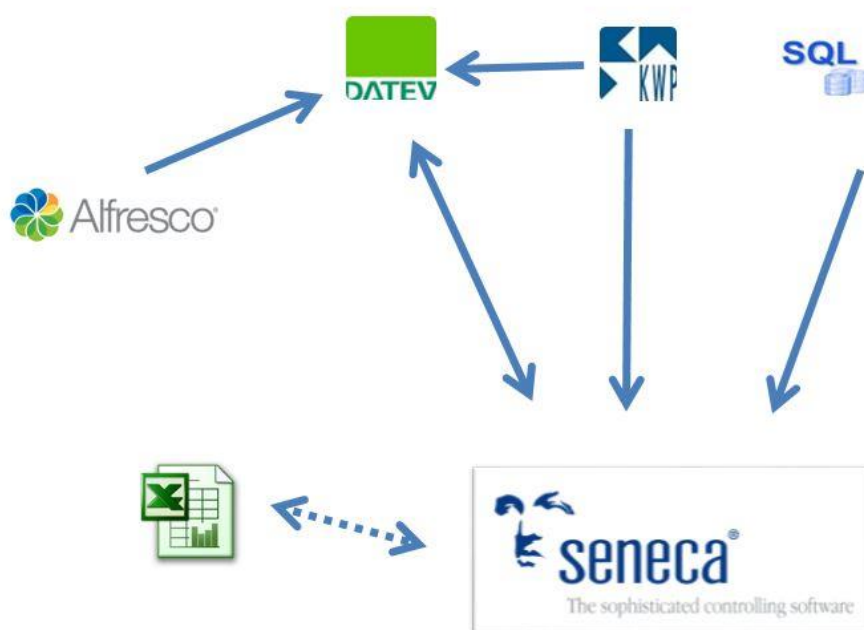 DATEV
KWP
SQL
Alfresco®
seneca®
The sophisticated controlling software